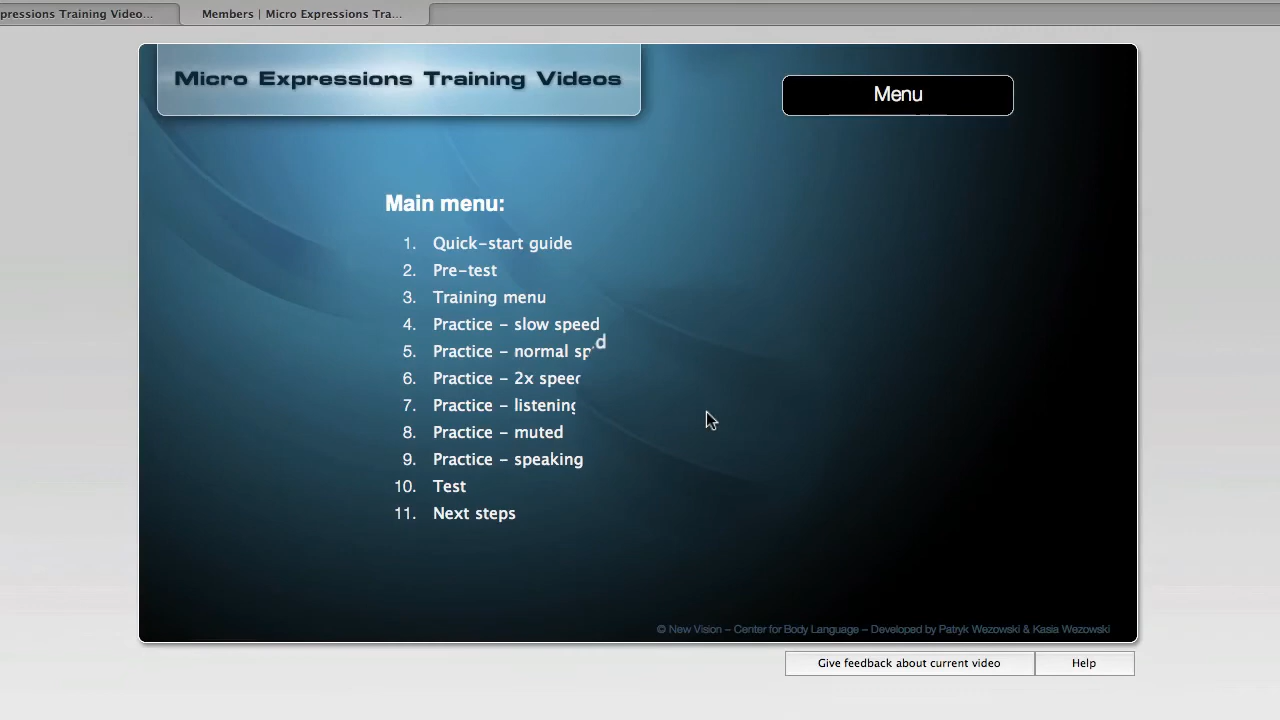 pressions Training Video...
Members | Micro Expressions Tra...
Micro Expressions Training Videos
Menu
Main menu:
1. Quick-start guide
2. Pre-test
3. Training menu
4. Practice - slow speed
5. Practice - normal
6. Practice - 2x speed
7. Practice - listening
8. Practice - muted
9. Practice - speaking
10. Test
11. Next steps
© New Vision – Center for Body Language – Developed by Patryk Wezowski & Kasia Wezowski
Give feedback about current video
Help